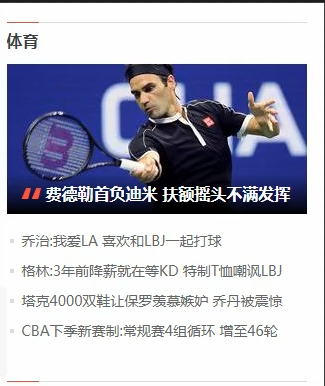 体育
费德勒首负迪米 扶额摇头不满发挥
乔治:我爱LA 喜欢和LBJ一起打球
格林:3年前降薪就在等KD 特制T恤嘲讽LBJ
塔克4000双鞋让保罗羡慕嫉妒 乔丹被震惊
CBA下季新赛制:常规赛4组循环 增至46轮